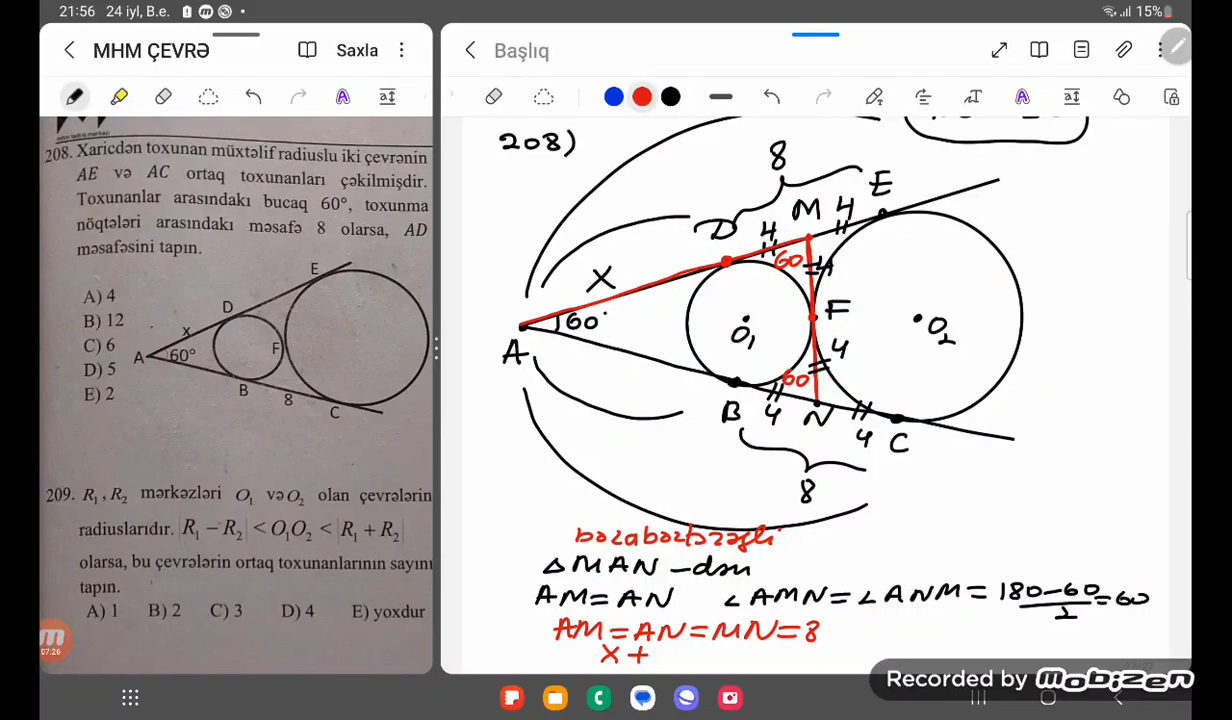 21:56 24 iyl, B.e. 15%
MHM ÇEVRƏ Saxla
Başlıq
208. Xaricdən toxunan müxtəlif radiuslu iki çevrənin
AE və AC ortaq toxunanları çəkilmişdir.
Toxunanlar arasındakı bucaq 60°, toxunma
nöqtələri arasındakı məsafə 8 olarsa, AD
məsafəsini tapın.
A) 4
B) 12
C) 6
D) 5
E) 2
E
D
x
A 60° F
B 8 C
209. R₁, R₂ mərkəzləri O₁ və O₂ olan çevrələrin
radiuslarıdır. |R₁ − R₂| < O₁O₂ < |R₁ + R₂|
olarsa, bu çevrələrin ortaq toxunanlarının sayını
tapın.
A) 1 B) 2 C) 3 D) 4 E) yoxdur
07:26
208)
8
E
D 4 M 4
X 60 4
60° F
A O₁ 4 O₂
60
B 4 N 4 C
8
bərabərtərəfli
△MAN −dən
AM = AN ∠AMN = ∠ANM = 180−60/2 = 60
AM = AN = MN = 8
x +
Recorded by mobizen